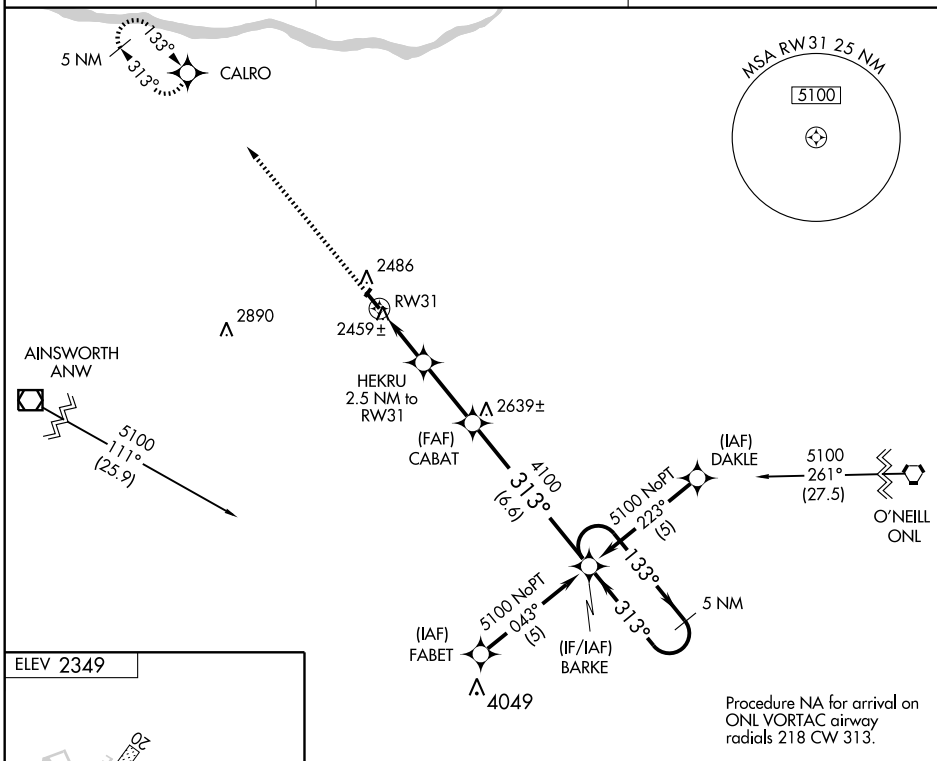 133°
5 NM
313°
CALRO
MSA RW31 25 NM
5100
2486
RW31
2890
2459±
AINSWORTH
ANW
HEKRU
2.5 NM to
RW31
2639±
(FAF)
CABAT
5100
111°
(25.9)
4100
313°
(6.6)
(IAF)
DAKLE
5100
261°
(27.5)
O'NEILL
ONL
5100 NoPT
223°
(5)
133°
313°
5 NM
5100 NoPT
043°
(5)
(IAF)
FABET
(IF/IAF)
BARKE
4049
ELEV 2349
20
Procedure NA for arrival on
ONL VORTAC airway
radials 218 CW 313.